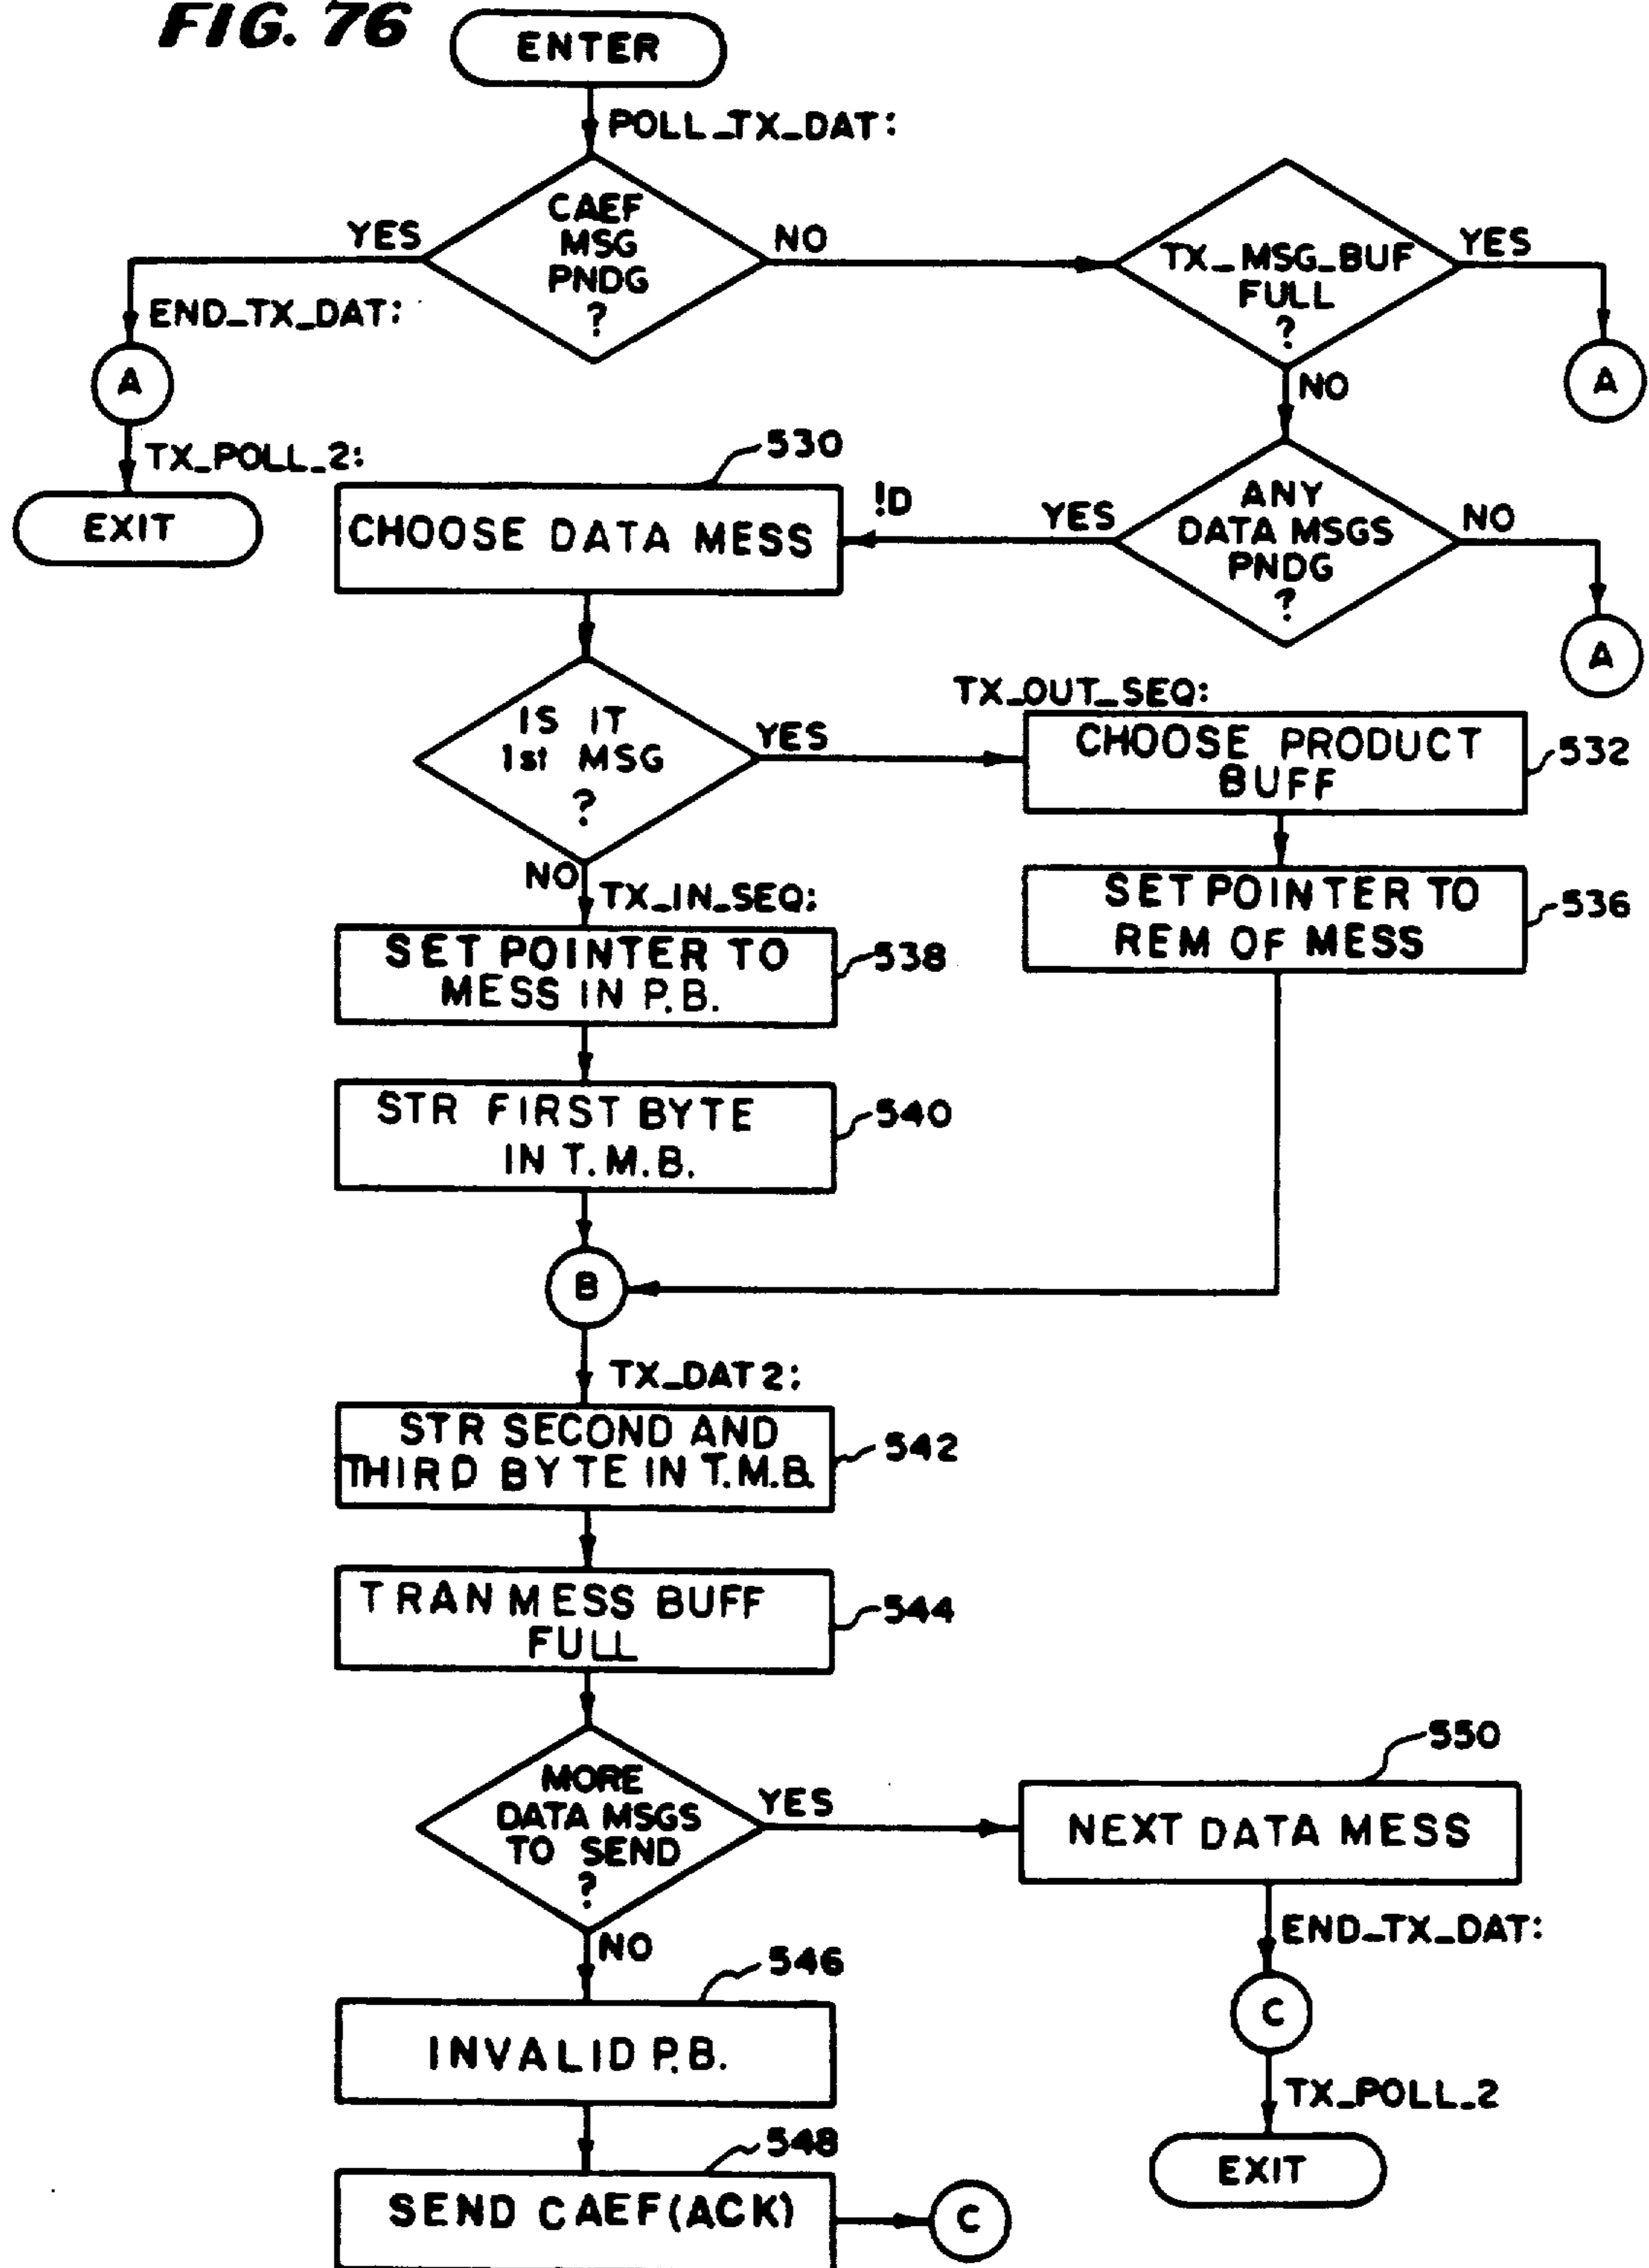 FIG. 76
ENTER
POLL_TX_DAT:
CAEF
MSG
PNDG
?
YES
NO
TX_MSG_BUF
FULL
?
YES
END_TX_DAT:
A
A
NO
TX_POLL_2:
EXIT
530
CHOOSE DATA MESS
!D
YES
ANY
DATA MSGS
PNDG
?
NO
A
IS IT
1st MSG
?
YES
TX_OUT_SEQ:
CHOOSE PRODUCT
BUFF
532
NO
TX_IN_SEQ:
SET POINTER TO
REM OF MESS
536
SET POINTER TO
MESS IN P.B.
538
STR FIRST BYTE
IN T.M.B.
540
B
TX_DAT2:
STR SECOND AND
THIRD BYTE IN T.M.B.
542
TRAN MESS BUFF
FULL
544
MORE
DATA MSGS
TO SEND
?
YES
550
NEXT DATA MESS
NO
END_TX_DAT:
546
INVALID P.B.
C
TX_POLL_2
EXIT
548
SEND CAEF(ACK)
C